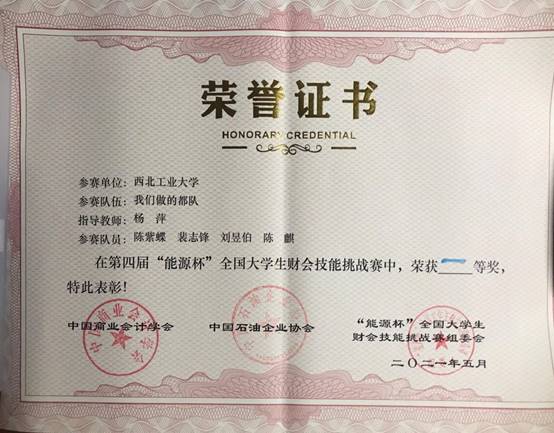 荣誉证书
HONORARY CREDENTIAL
参赛单位：西北工业大学
参赛队伍：我们做的都队
指导教师：杨 萍
参赛队员：陈紫蝶 裴志锋 刘昱伯 陈 麒
在第四届“能源杯”全国大学生财会技能挑战赛中，荣获一等奖，
特此表彰！
中国商业会计学会 中国石油企业协会 “能源杯”全国大学生
财会技能挑战赛组委会
二〇二一年五月